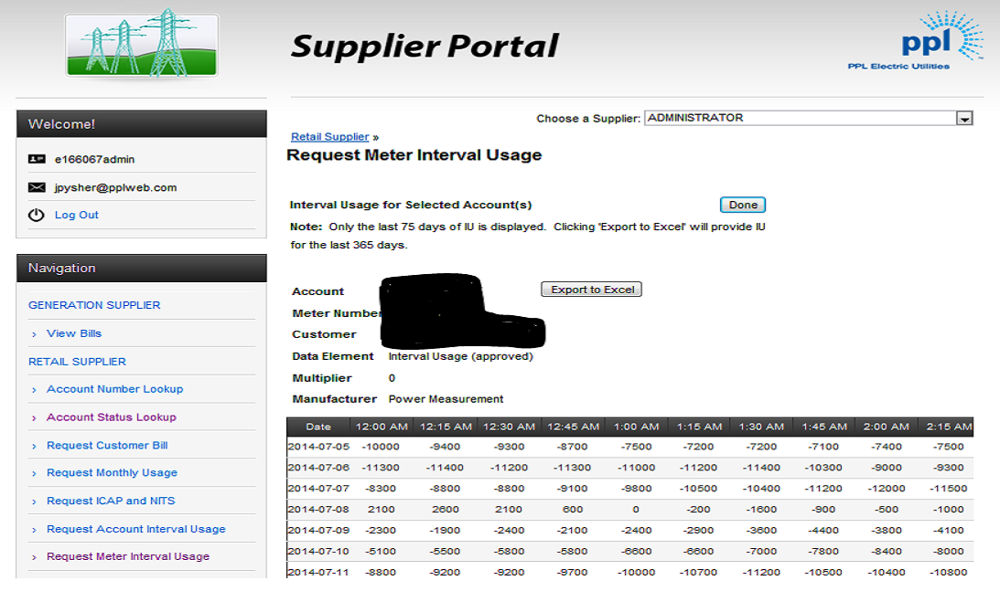 Supplier Portal
ppl
PPL Electric Utilities
Welcome!
e166067admin
jpysher@pplweb.com
Log Out
Navigation
GENERATION SUPPLIER
› View Bills
RETAIL SUPPLIER
› Account Number Lookup
› Account Status Lookup
› Request Customer Bill
› Request Monthly Usage
› Request ICAP and NITS
› Request Account Interval Usage
› Request Meter Interval Usage
Choose a Supplier: ADMINISTRATOR
Retail Supplier »
Request Meter Interval Usage
Interval Usage for Selected Account(s) Done
Note: Only the last 75 days of IU is displayed. Clicking 'Export to Excel' will provide IU
for the last 365 days.
Account Export to Excel
Meter Number
Customer
Data Element Interval Usage (approved)
Multiplier 0
Manufacturer Power Measurement
Date 12:00 AM 12:15 AM 12:30 AM 12:45 AM 1:00 AM 1:15 AM 1:30 AM 1:45 AM 2:00 AM 2:15 AM
2014-07-05 -10000 -9400 -9300 -8700 -7500 -7200 -7200 -7100 -7400 -7500
2014-07-06 -11300 -11400 -11200 -11300 -11000 -11200 -11400 -10300 -9000 -9300
2014-07-07 -8300 -8800 -8800 -9100 -9800 -10500 -10400 -11200 -12000 -11500
2014-07-08 2100 2600 2100 600 0 -200 -1600 -900 -500 -1000
2014-07-09 -2300 -1900 -2400 -2100 -2400 -2900 -3600 -4400 -3800 -4100
2014-07-10 -5100 -5500 -5800 -5800 -6600 -6600 -7000 -7800 -8400 -8000
2014-07-11 -8800 -9200 -9200 -9700 -10000 -10700 -11200 -10500 -10400 -10800